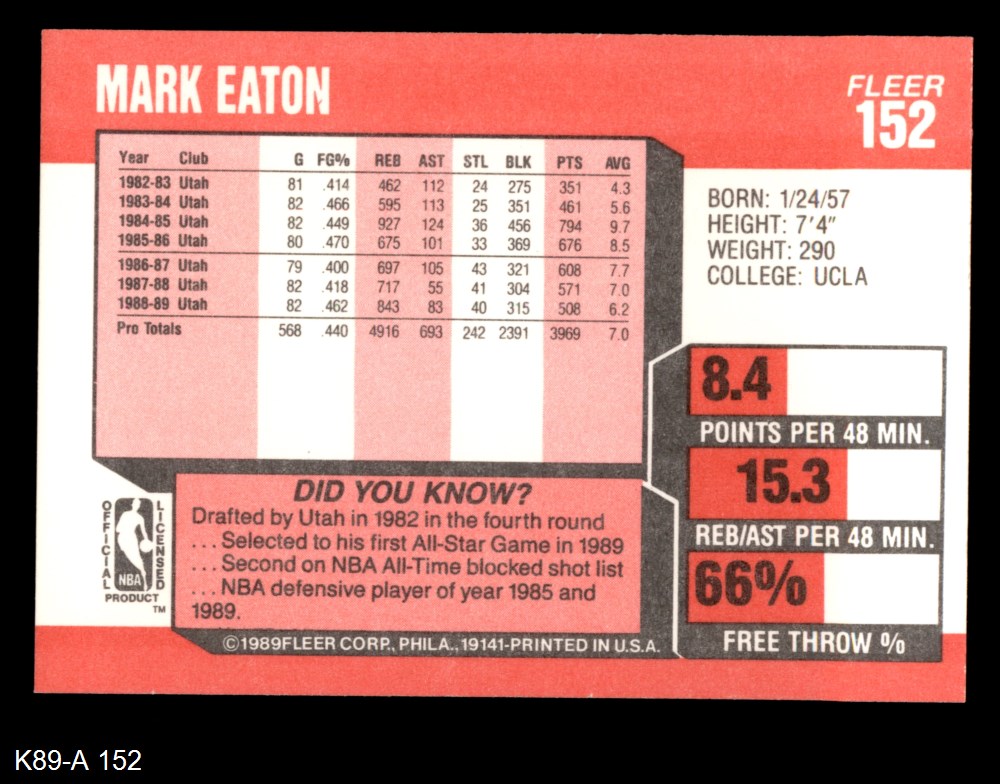 MARK EATON
FLEER
152
Year Club G FG% REB AST STL BLK PTS AVG
1982-83 Utah 81 .414 462 112 24 275 351 4.3
1983-84 Utah 82 .466 595 113 25 351 461 5.6
1984-85 Utah 82 .449 927 124 36 456 794 9.7
1985-86 Utah 80 .470 675 101 33 369 676 8.5
1986-87 Utah 79 .400 697 105 43 321 608 7.7
1987-88 Utah 82 .418 717 55 41 304 571 7.0
1988-89 Utah 82 .462 843 83 40 315 508 6.2
Pro Totals 568 .440 4916 693 242 2391 3969 7.0
BORN: 1/24/57
HEIGHT: 7'4"
WEIGHT: 290
COLLEGE: UCLA
8.4
POINTS PER 48 MIN.
15.3
REB/AST PER 48 MIN.
66%
FREE THROW %
OFFICIAL
LICENSED
NBA
PRODUCT
TM
DID YOU KNOW?
Drafted by Utah in 1982 in the fourth round
...Selected to his first All-Star Game in 1989
...Second on NBA All-Time blocked shot list
...NBA defensive player of year 1985 and
1989.
©1989FLEER CORP., PHILA., 19141-PRINTED IN U.S.A.
K89-A 152